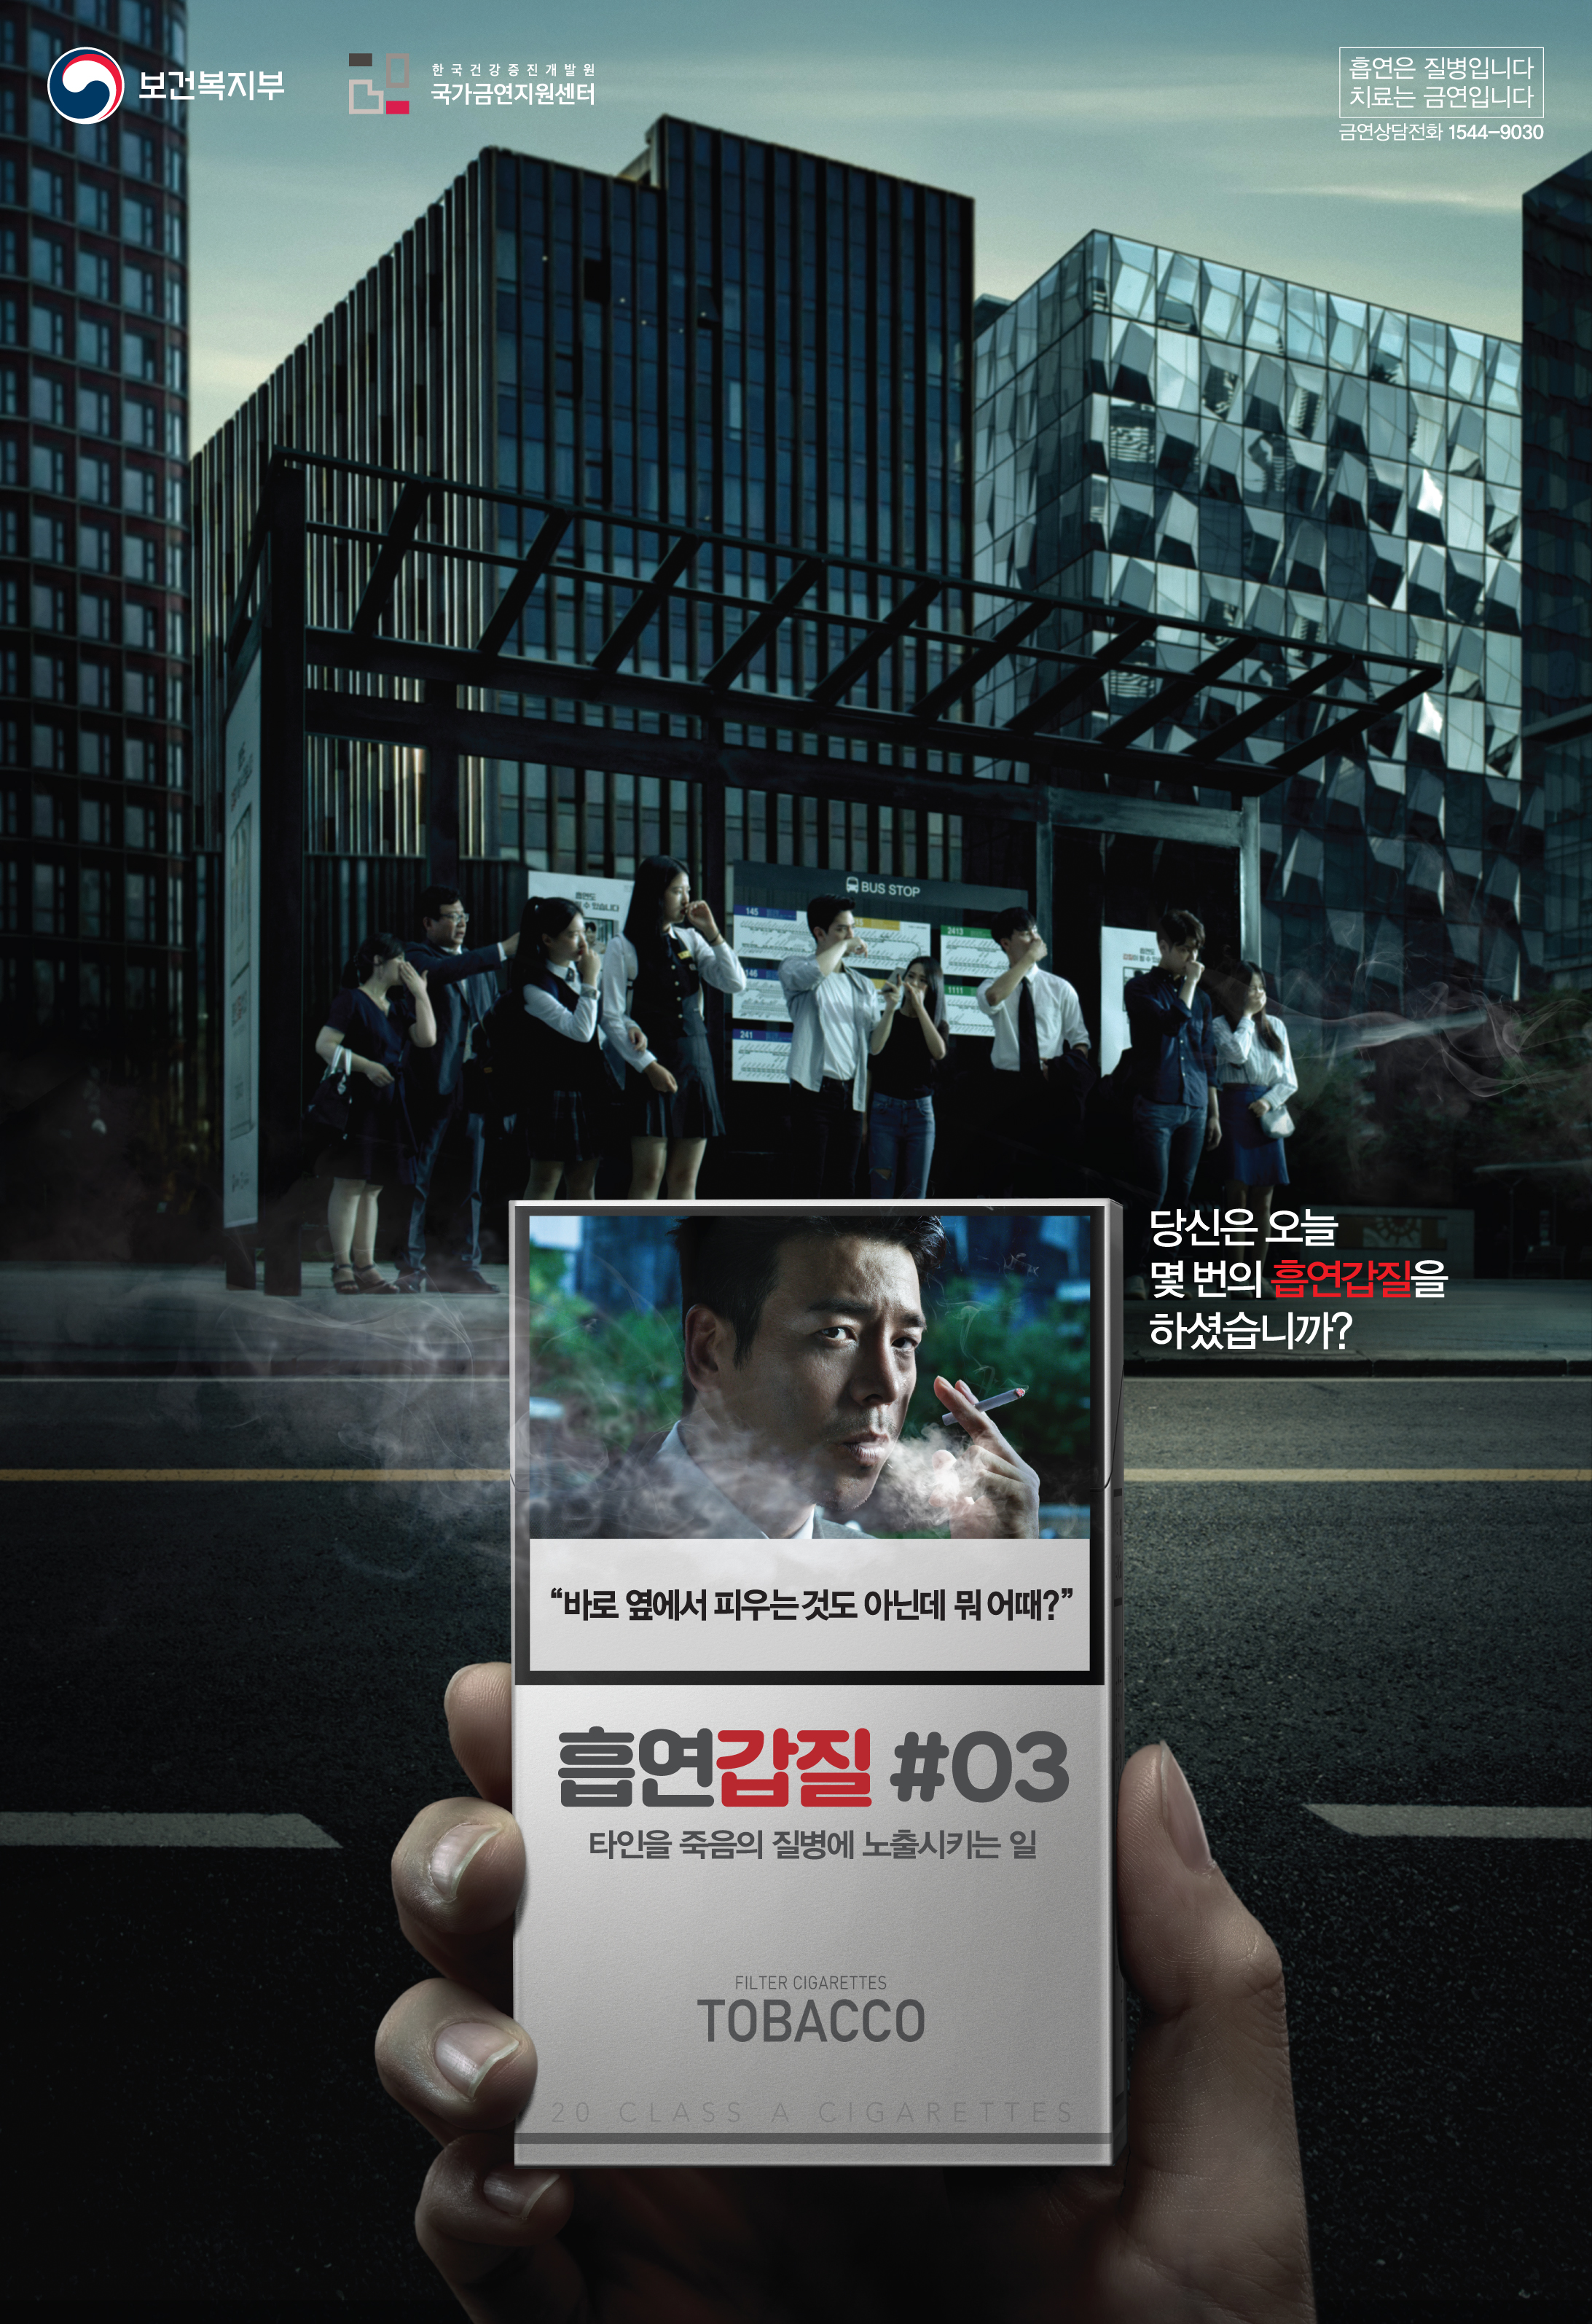 보건복지부
한국건강증진개발원
국가금연지원센터
흡연은 질병입니다
치료는 금연입니다
금연상담전화 1544-9030
BUS STOP
145
2413
146
1111
241
당신은 오늘
몇 번의 흡연갑질을
하셨습니까?
“바로 옆에서 피우는 것도 아닌데 뭐 어때?”
흡연갑질 #03
타인을 죽음의 질병에 노출시키는 일
FILTER CIGARETTES
TOBACCO
20 CLASS A CIGARETTES